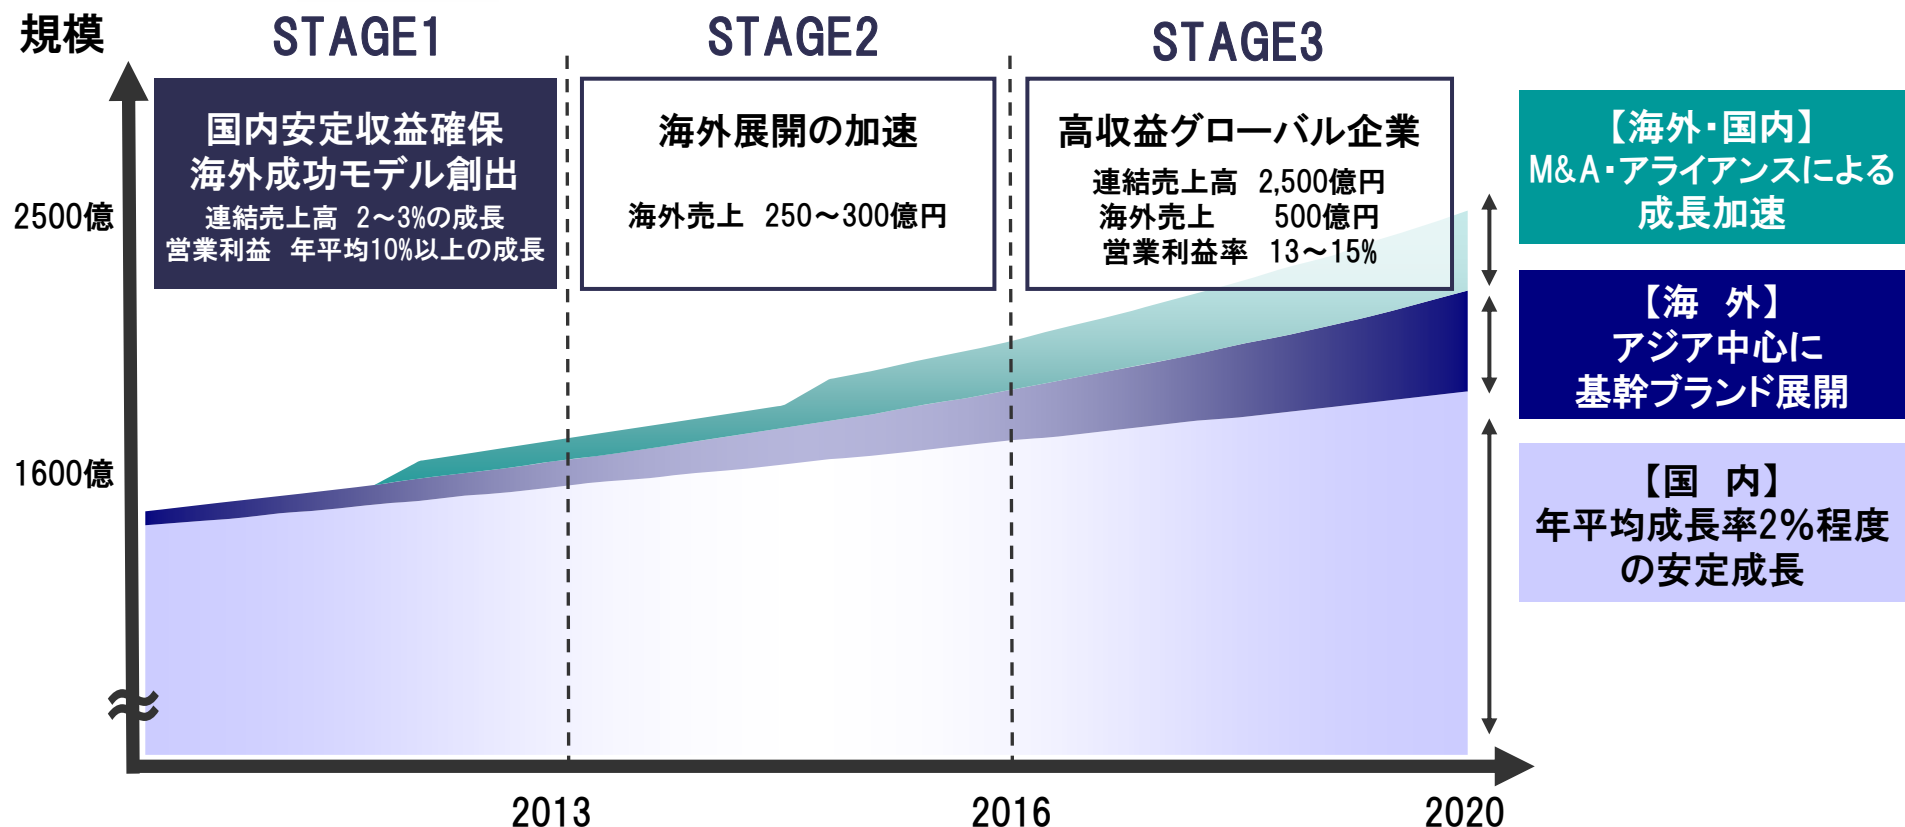 規模
STAGE1
STAGE2
STAGE3
国内安定収益確保
海外成功モデル創出
連結売上高 2～3%の成長
営業利益 年平均10%以上の成長
海外展開の加速
海外売上 250～300億円
高収益グローバル企業
連結売上高 2,500億円
海外売上 500億円
営業利益率 13～15%
【海外・国内】
M&A・アライアンスによる
成長加速
【海 外】
アジア中心に
基幹ブランド展開
【国 内】
年平均成長率2%程度
の安定成長
2500億
1600億
2013
2016
2020